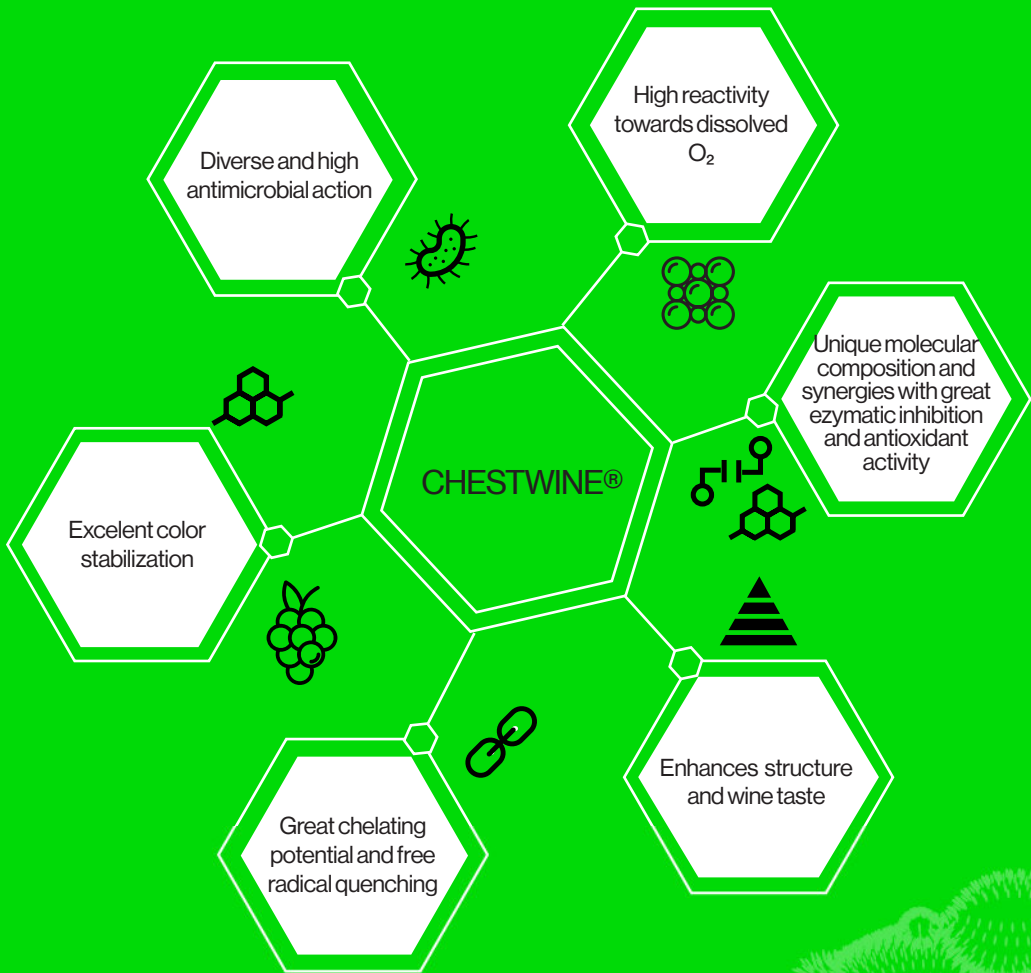 High reactivity
towards dissolved
O₂
Diverse and high
antimicrobial action
Unique molecular
composition and
synergies with great
ezymatic inhibition
and antioxidant
activity
CHESTWINE®
Excelent color
stabilization
Enhances structure
and wine taste
Great chelating
potential and free
radical quenching